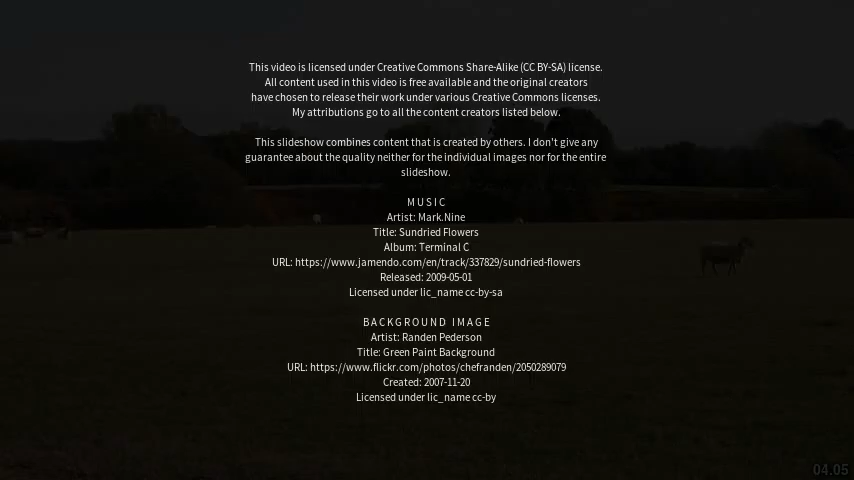 This video is licensed under Creative Commons Share-Alike (CC BY-SA) license.
All content used in this video is free available and the original creators
have chosen to release their work under various Creative Commons licenses.
My attributions go to all the content creators listed below.
This slideshow combines content that is created by others. I don't give any
guarantee about the quality neither for the individual images nor for the entire
slideshow.
MUSIC
Artist: Mark.Nine
Title: Sundried Flowers
Album: Terminal C
URL: https://www.jamendo.com/en/track/337829/sundried-flowers
Released: 2009-05-01
Licensed under lic_name cc-by-sa
BACKGROUND IMAGE
Artist: Randen Pederson
Title: Green Paint Background
URL: https://www.flickr.com/photos/chefranden/2050289079
Created: 2007-11-20
Licensed under lic_name cc-by
04.05